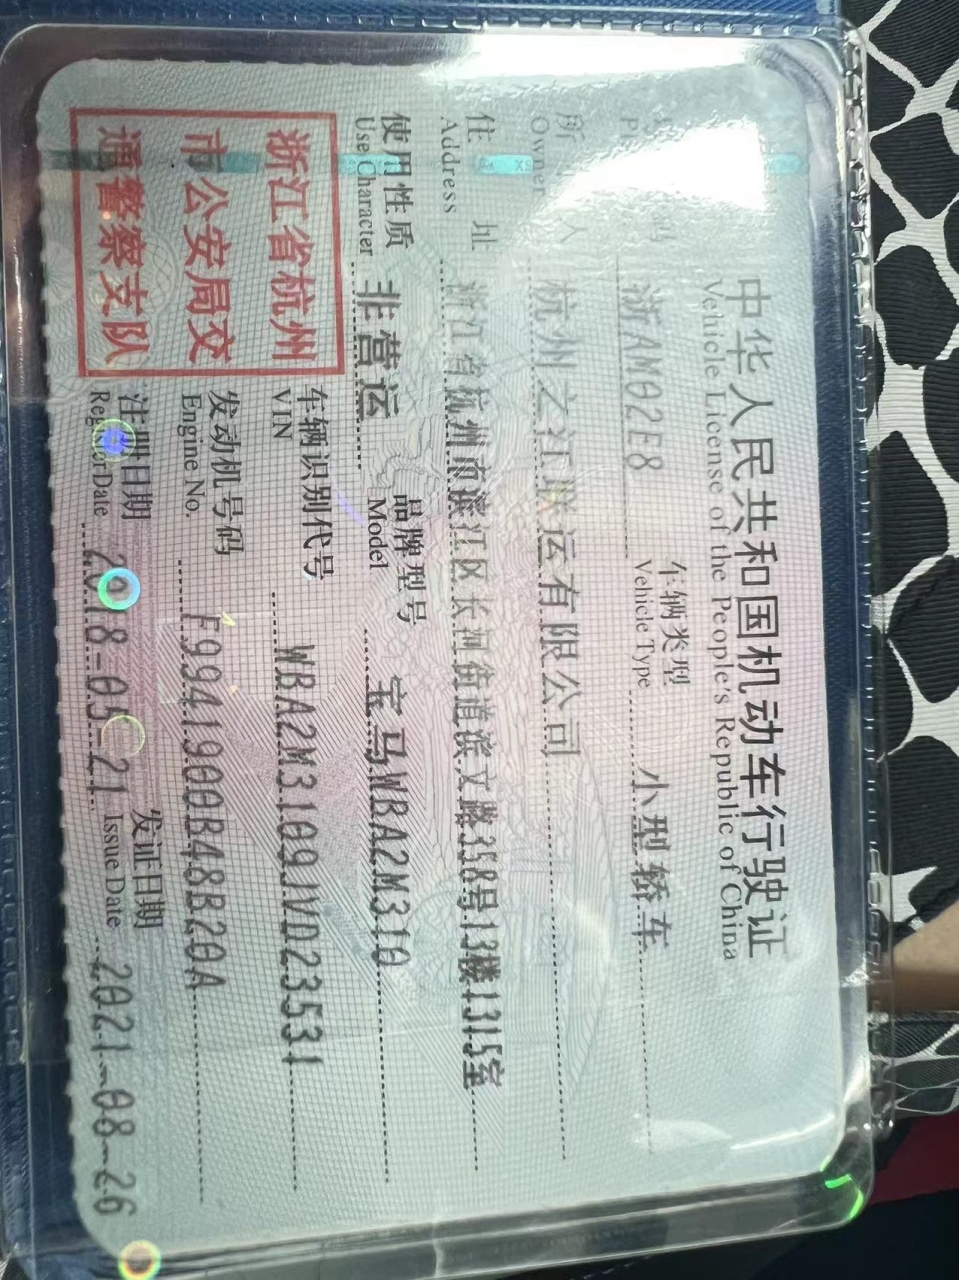 中华人民共和国机动车行驶证
Vehicle License of the People's Republic of China
浙AM02E8
车辆类型
Vehicle Type
小型轿车
所 人
Owner
杭州之江联运有限公司
住 址
Address
浙江省杭州市滨江区长河街道滨文路358号13楼1315室
使用性质
Use Character
非营运
品牌型号
Model
宝马WBA2M310
浙江省杭州
市公安局交
通警察支队
车辆识别代号
VIN
WBA2M3109JVD23531
发动机号码
Engine No.
F9941900B48B20A
注册日期
Register Date
2018-05-21
发证日期
Issue Date
2021-08-26